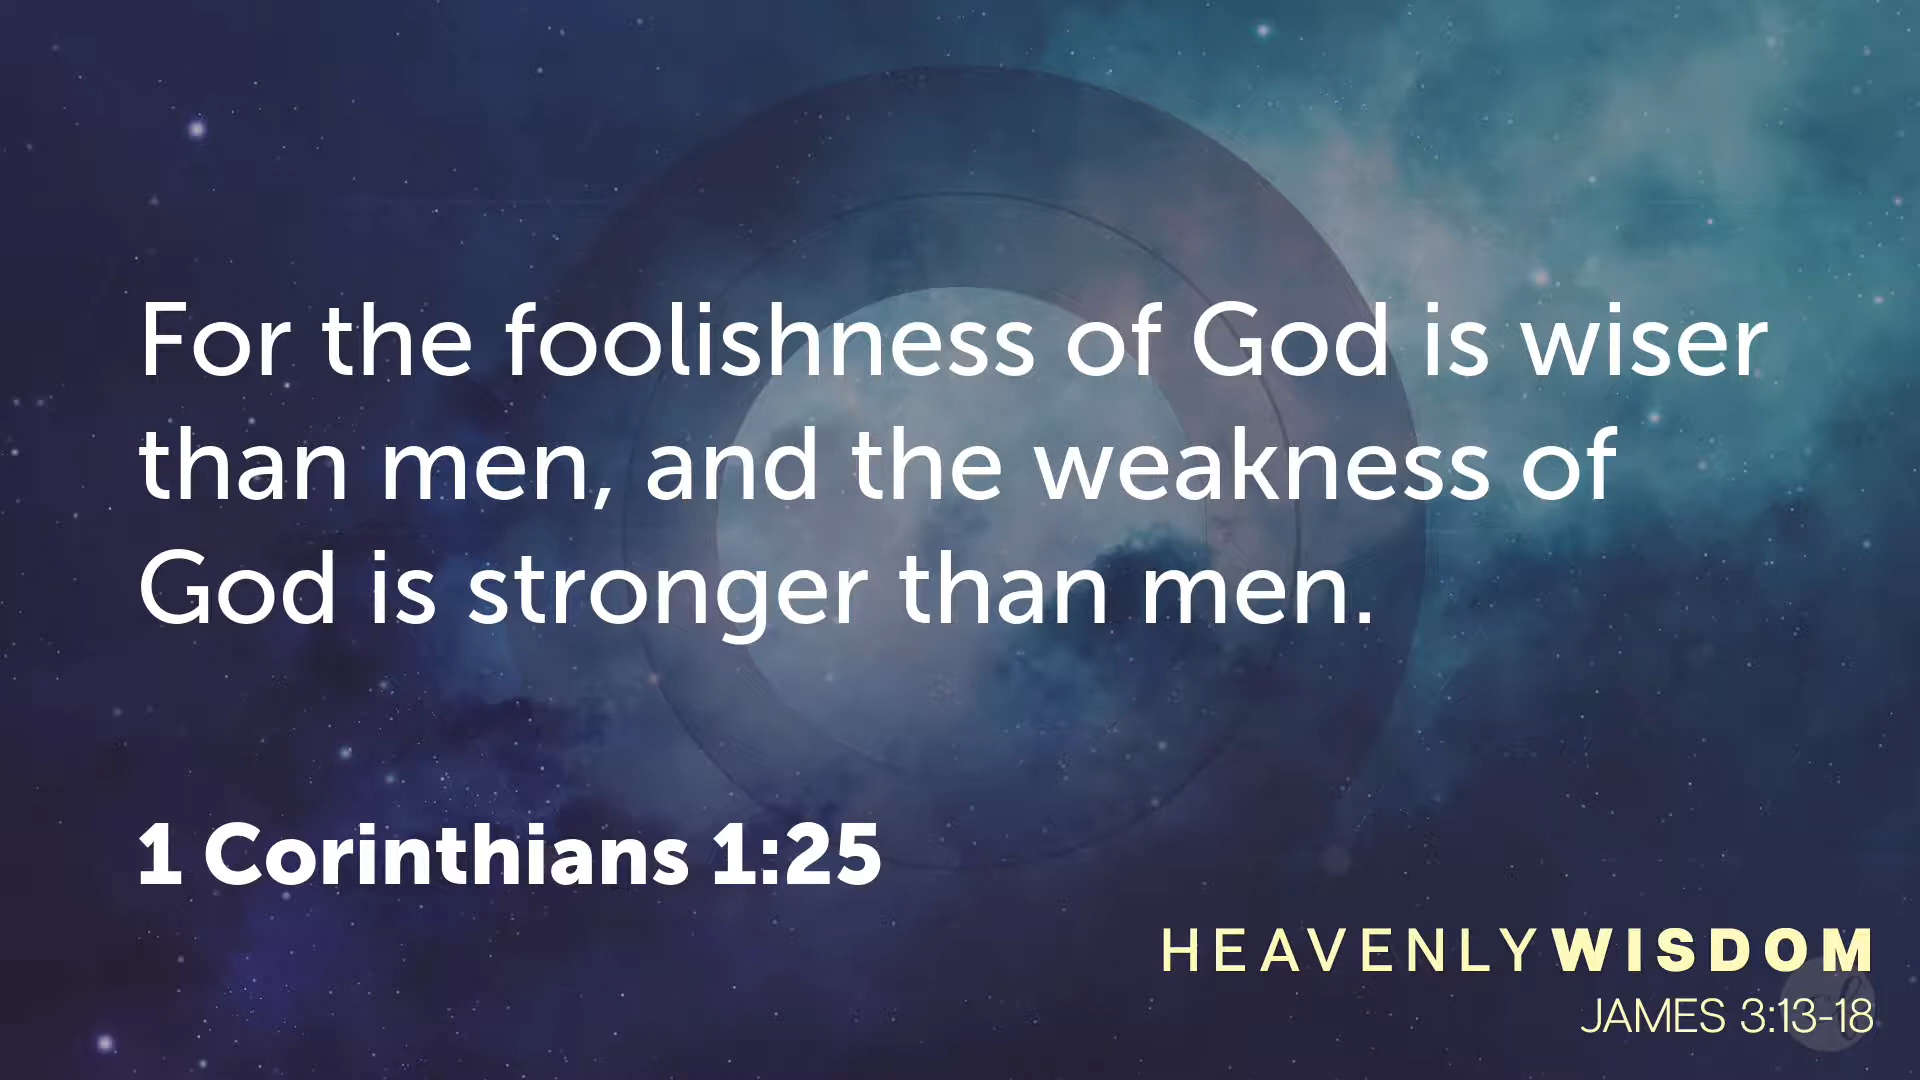 For the foolishness of God is wiser
than men, and the weakness of
God is stronger than men.
1 Corinthians 1:25
HEAVENLYWISDOM
JAMES 3:13-18